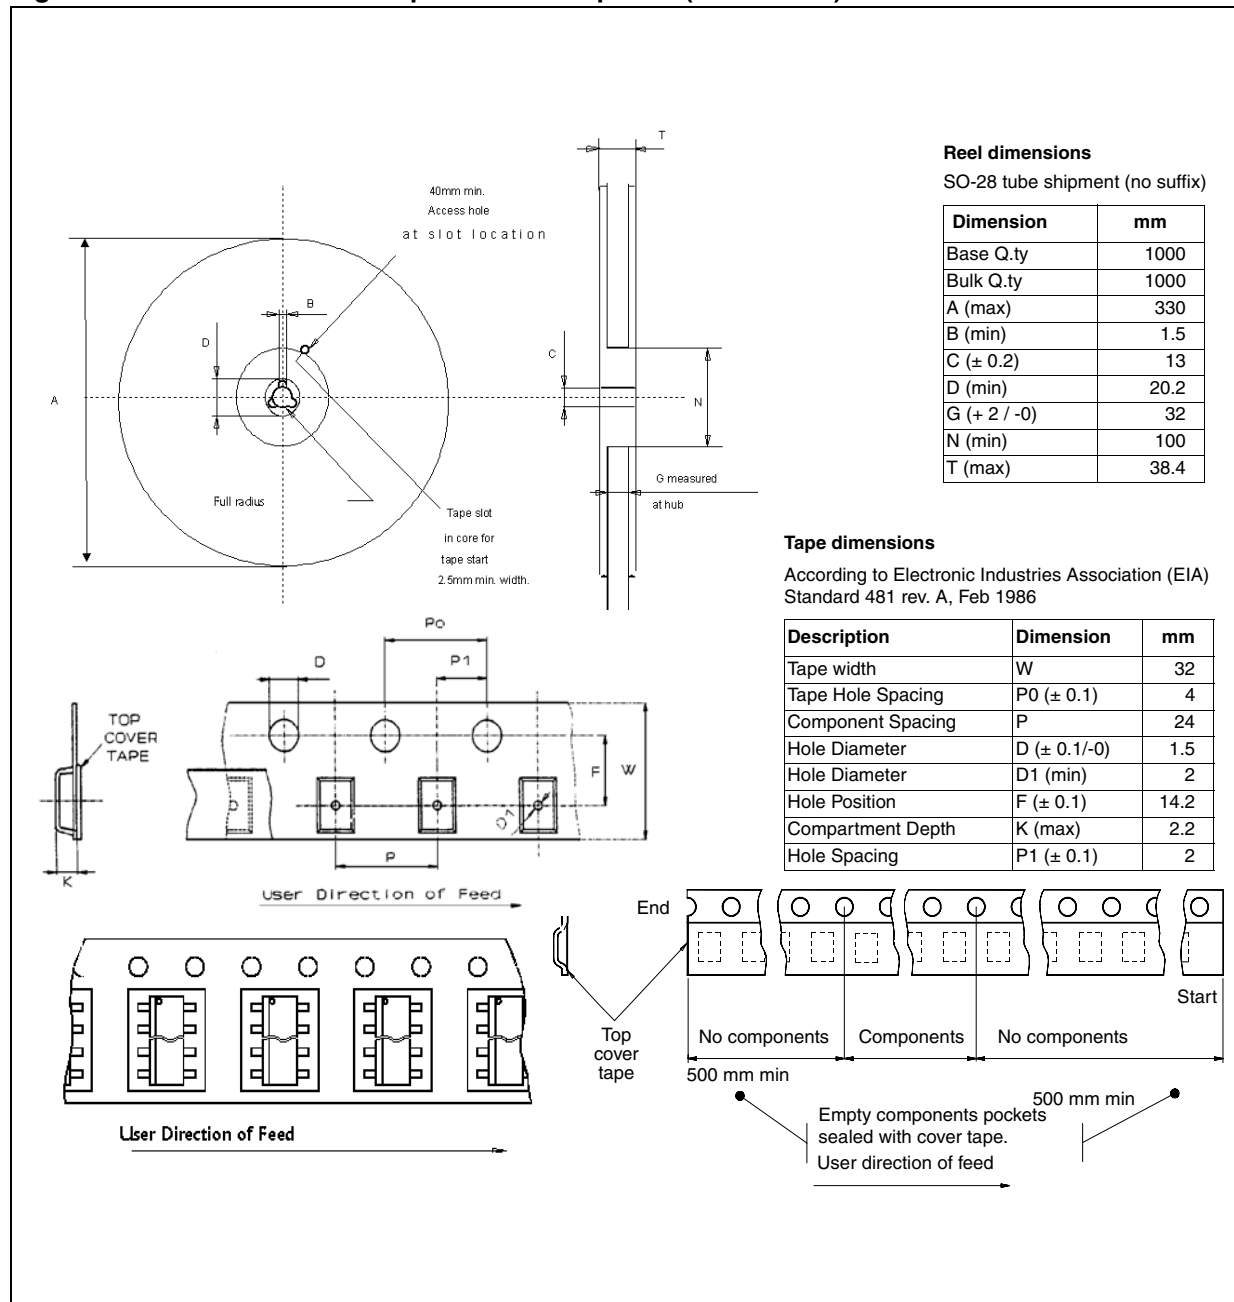 T
40mm min.
Access hole
at slot location
B
D
C
A
N
G measured
at hub
Full radius
Tape slot
in core for
tape start
2.5mm min. width.
Reel dimensions
SO-28 tube shipment (no suffix)
Dimension mm
Base Q.ty 1000
Bulk Q.ty 1000
A (max) 330
B (min) 1.5
C (± 0.2) 13
D (min) 20.2
G (+ 2 / -0) 32
N (min) 100
T (max) 38.4
Tape dimensions
According to Electronic Industries Association (EIA)
Standard 481 rev. A, Feb 1986
Description Dimension mm
Tape width W 32
Tape Hole Spacing P0 (± 0.1) 4
Component Spacing P 24
Hole Diameter D (± 0.1/-0) 1.5
Hole Diameter D1 (min) 2
Hole Position F (± 0.1) 14.2
Compartment Depth K (max) 2.2
Hole Spacing P1 (± 0.1) 2
Po
D
P1
TOP
COVER
TAPE
F
W
D1
P
K
User Direction of Feed
End
Start
Top
cover
tape
No components
Components
No components
500 mm min
500 mm min
Empty components pockets
sealed with cover tape.
User direction of feed
User Direction of Feed